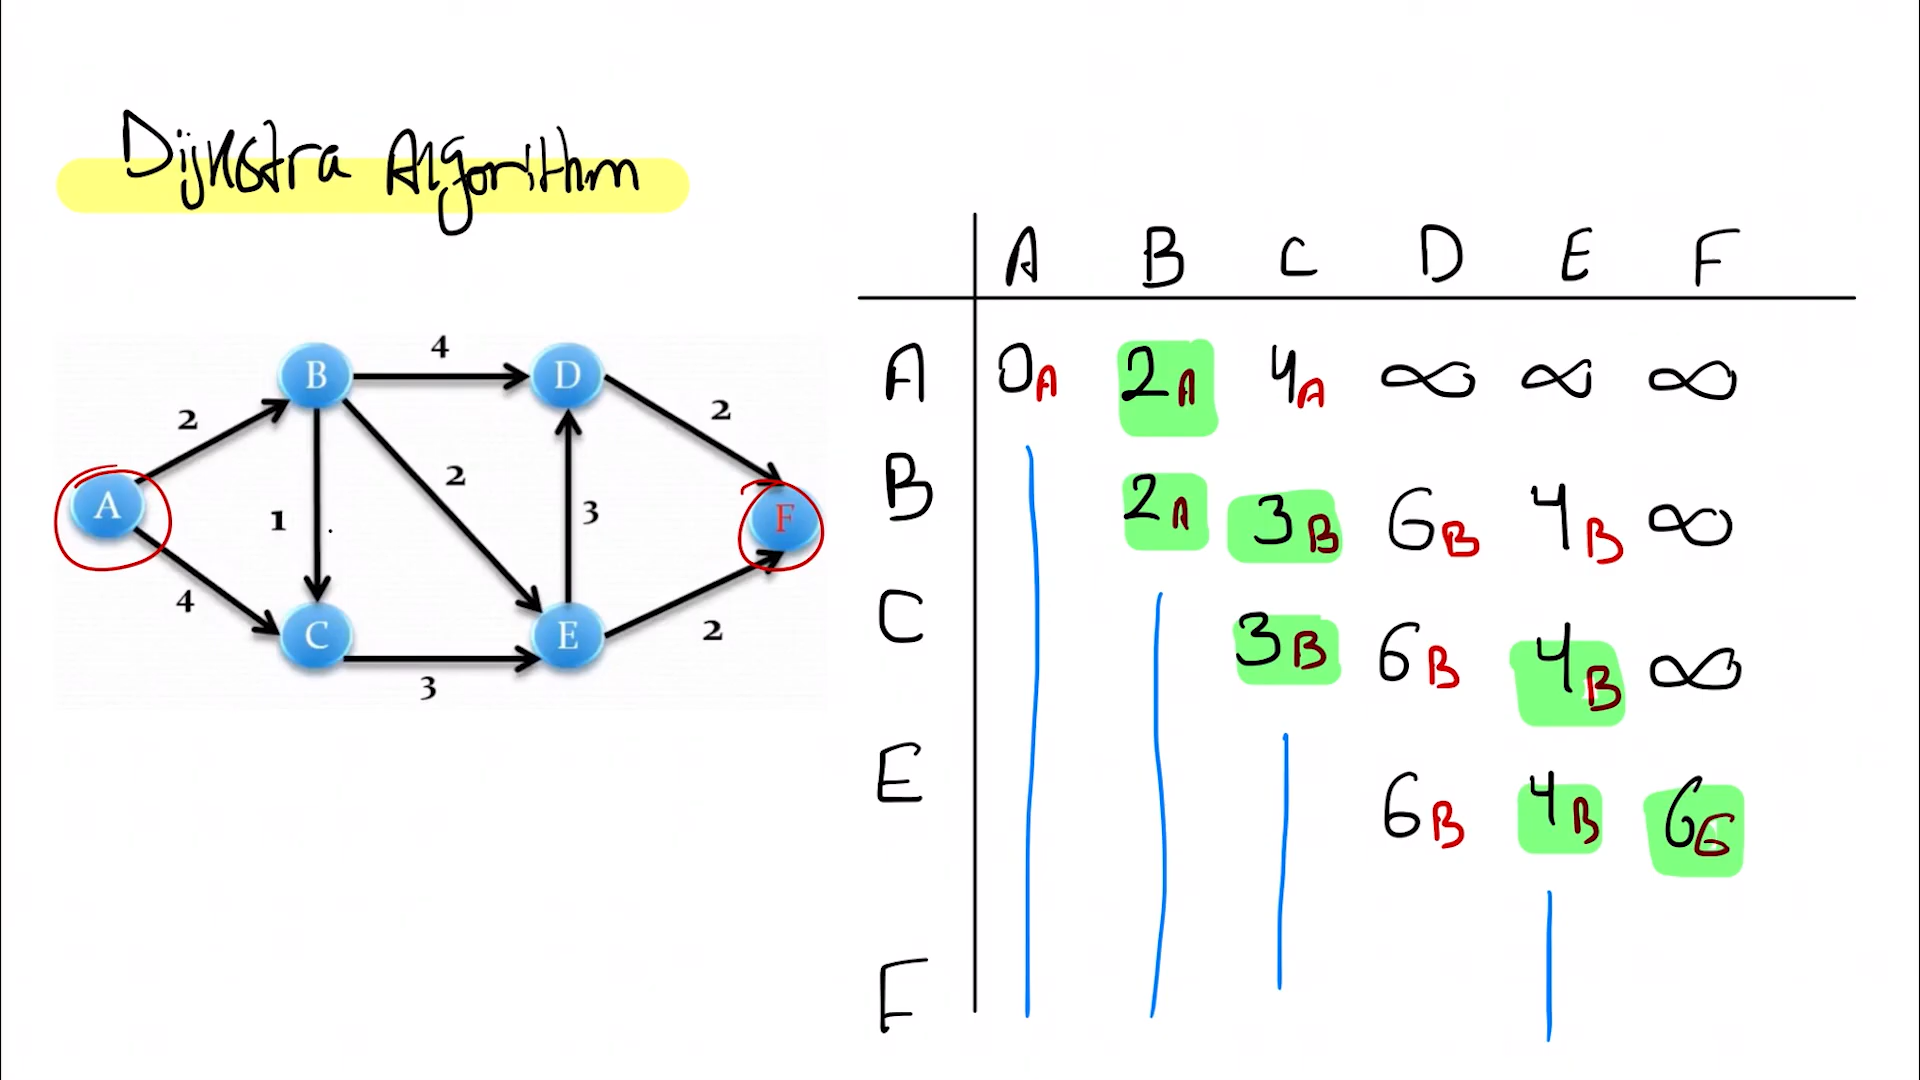 Dijkstra Algorithm
A B C D E F
A 0A 2A 4A ∞ ∞ ∞
B 2A 3B 6B 4B ∞
C 3B 6B 4B ∞
E 6B 4B 6E
F
B 4 D
2 2
2
A 1 3 F
4 2
C E
3